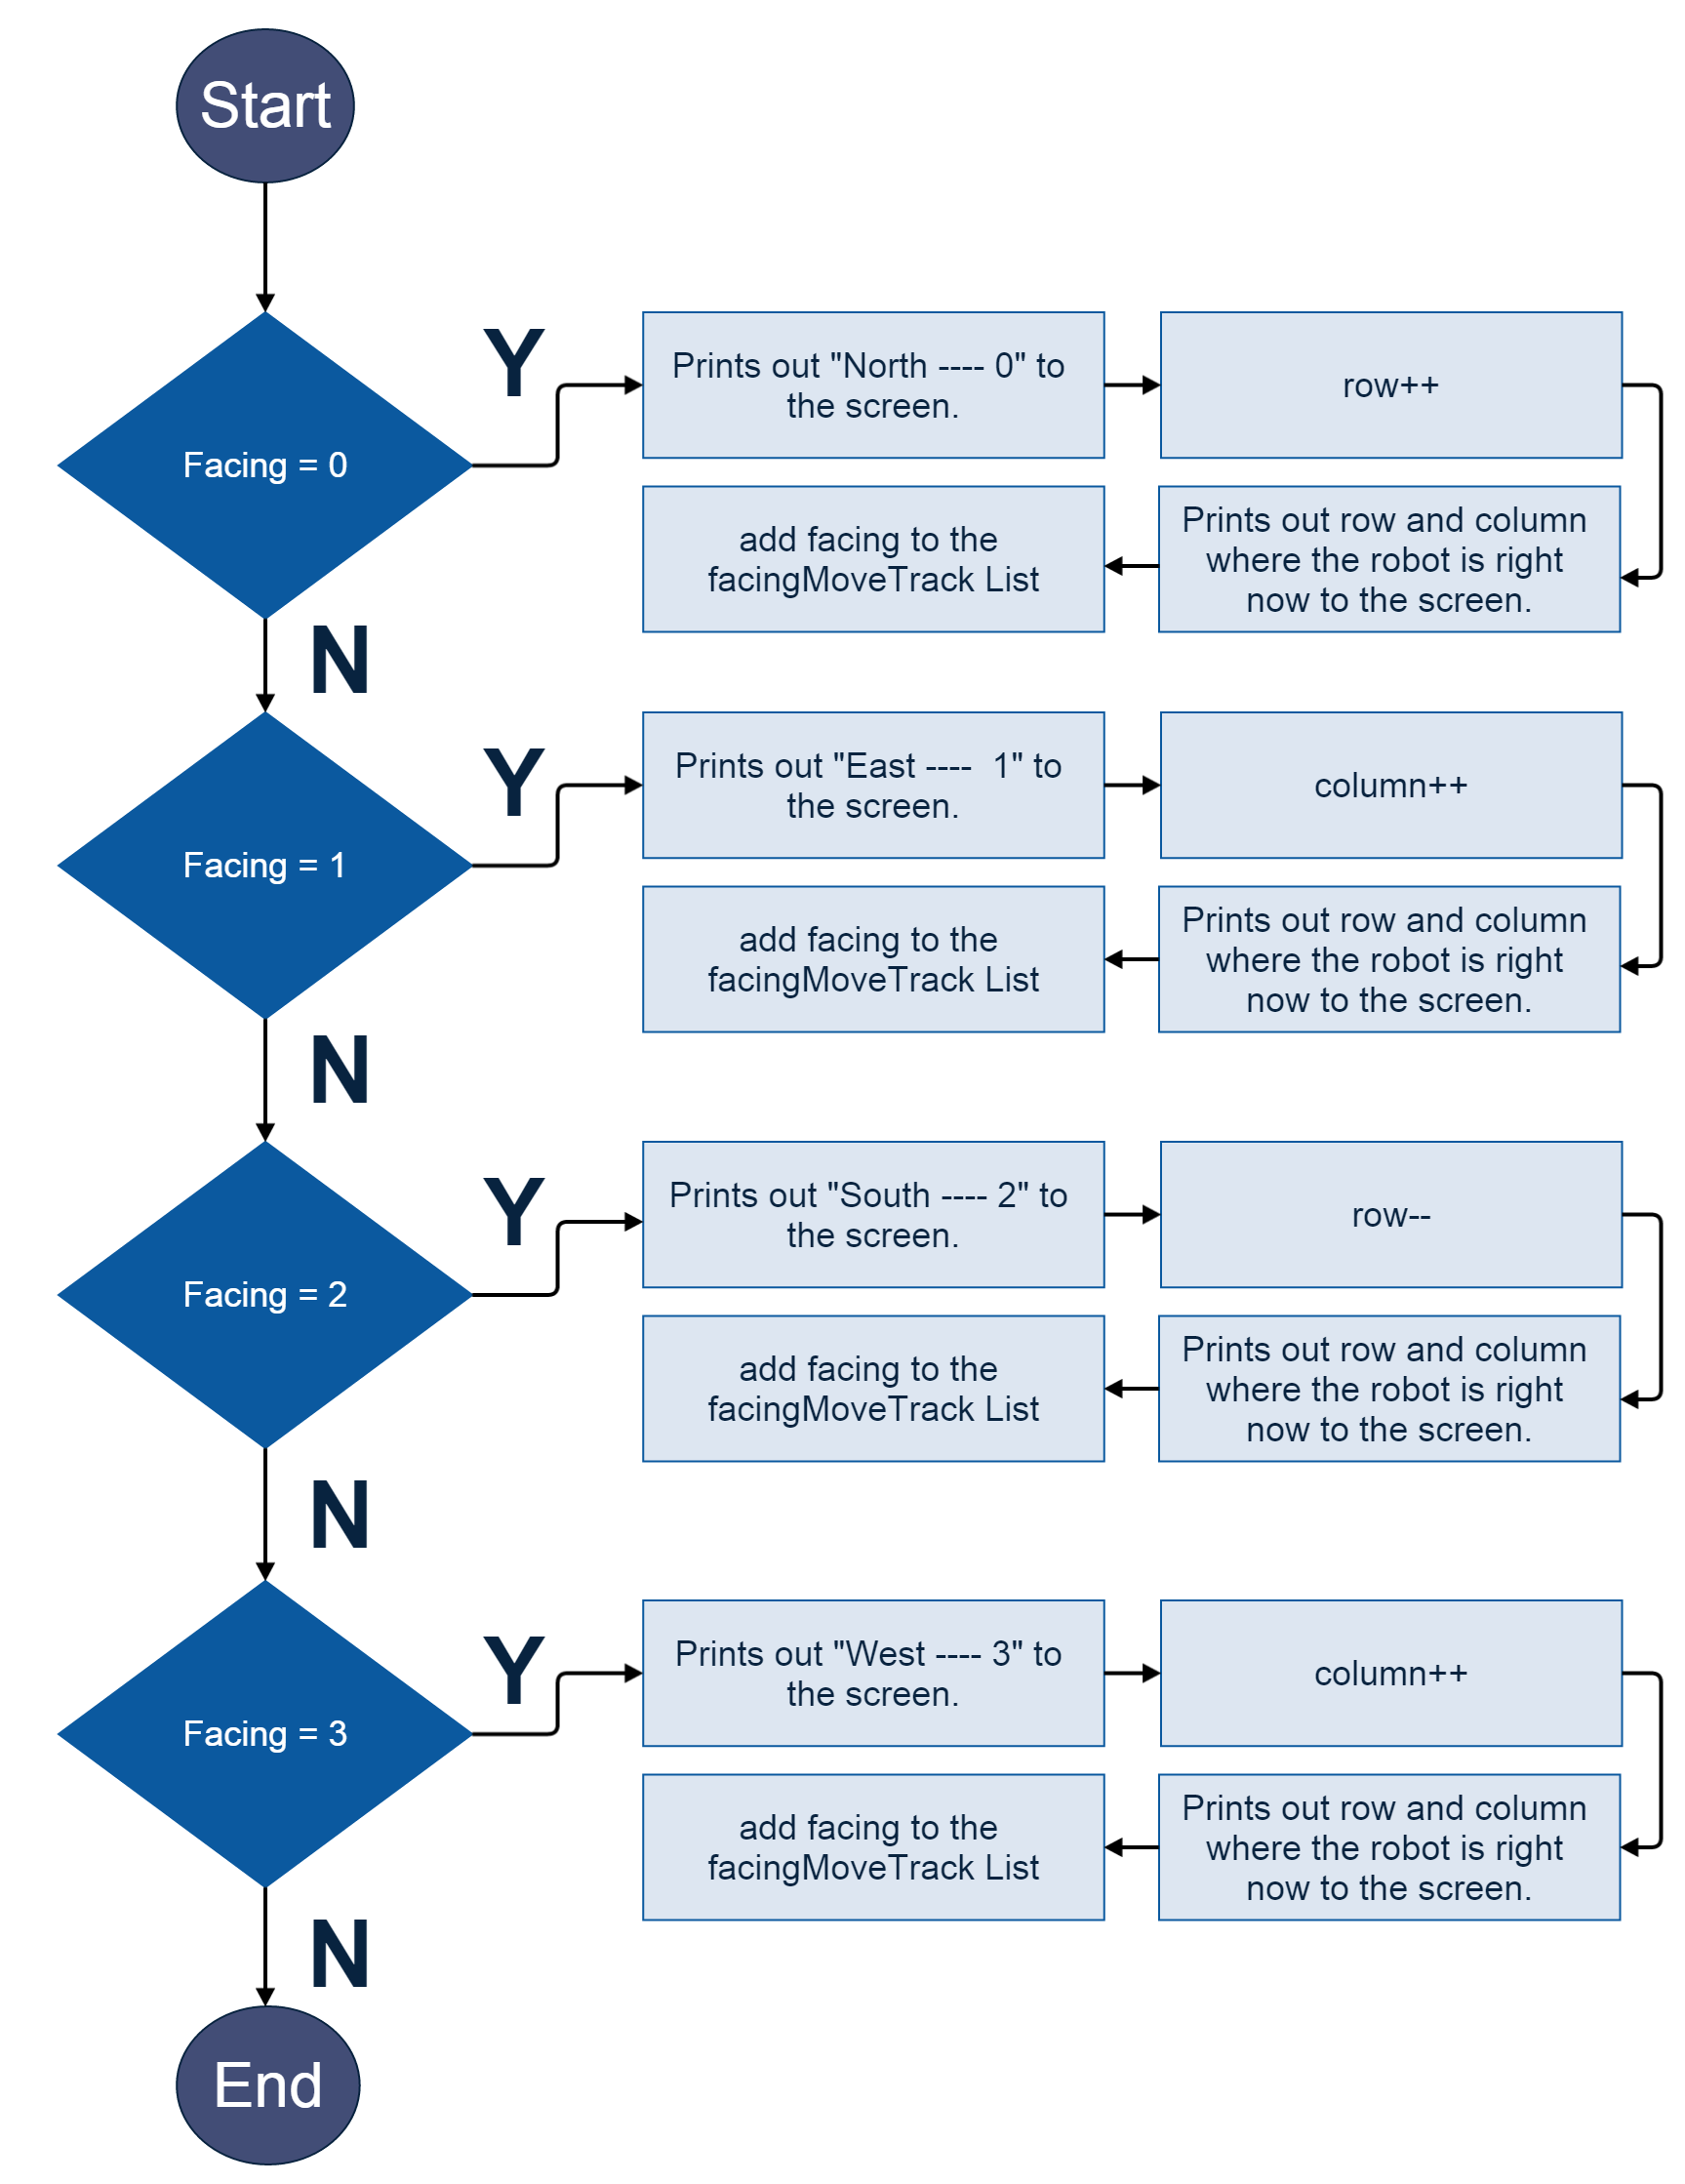 Start
Y
Prints out "North ---- 0" to
the screen.
row++
Facing = 0
add facing to the
facingMoveTrack List
Prints out row and column
where the robot is right
now to the screen.
N
Y
Prints out "East ----  1" to
the screen.
column++
Facing = 1
add facing to the
facingMoveTrack List
Prints out row and column
where the robot is right
now to the screen.
N
Y
Prints out "South ---- 2" to
the screen.
row--
Facing = 2
add facing to the
facingMoveTrack List
Prints out row and column
where the robot is right
now to the screen.
N
Y
Prints out "West ---- 3" to
the screen.
column++
Facing = 3
add facing to the
facingMoveTrack List
Prints out row and column
where the robot is right
now to the screen.
N
End